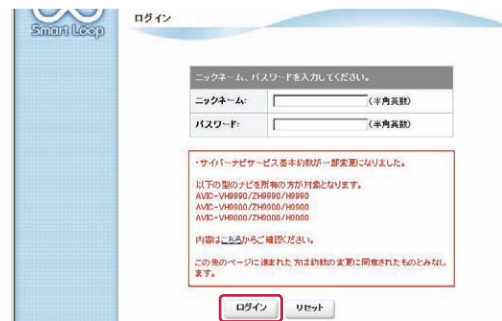 Smart Loop
ログイン
ニックネーム、パスワードを入力してください。
ニックネーム: (半角英数)
パスワード: (半角英数)
・サイバーナビサービス基本約款が一部変更になりました。
以下の型のナビを所有の方が対象となります。
AVIC-VH9990/ZH9990/H9990
AVIC-VH9900/ZH9900/H9900
AVIC-VH9000/ZH9000/H9000
内容はこちらからご確認ください。
この先のページに進まれた方は約款の変更に同意されたものとみなし
ます。
ログイン リセット